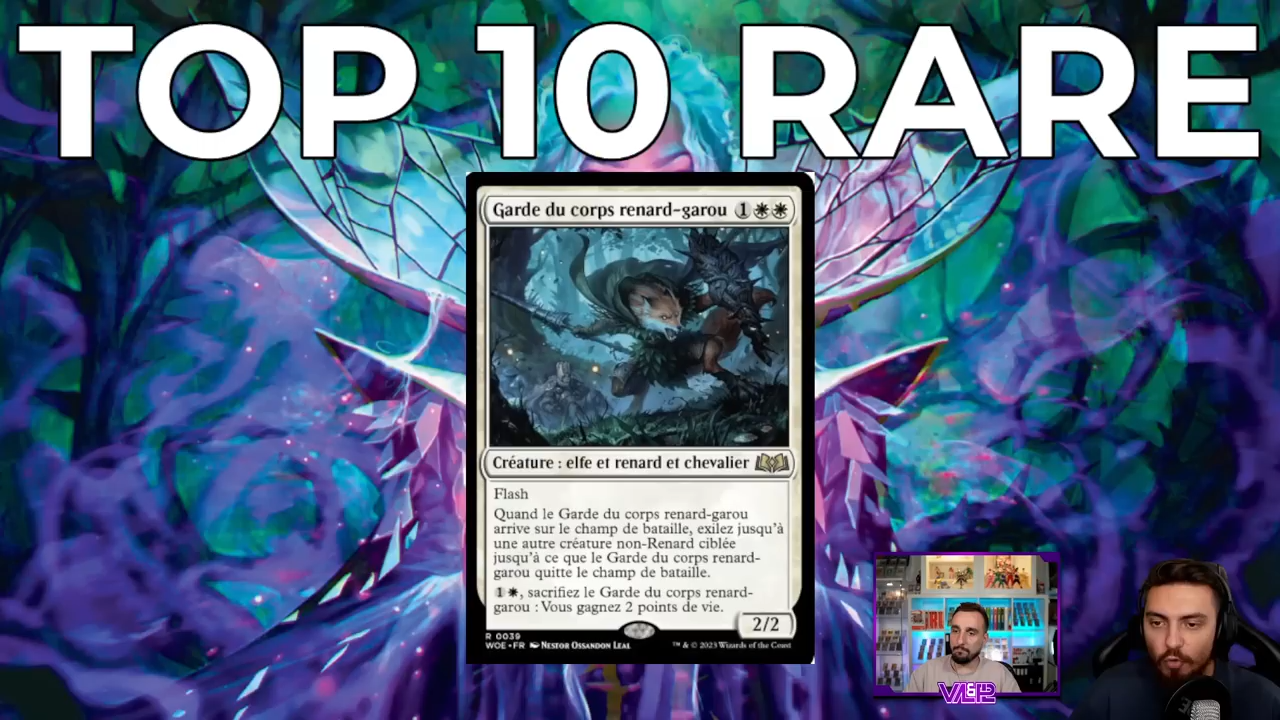 TOP 10 RARE
Garde du corps renard-garou 1
Créature : elfe et renard et chevalier
Flash
Quand le Garde du corps renard-garou
arrive sur le champ de bataille, exilez jusqu'à
une autre créature non-Renard ciblée
jusqu'à ce que le Garde du corps renard-
garou quitte le champ de bataille.
1, sacrifiez le Garde du corps renard-
garou : Vous gagnez 2 points de vie.
2/2
R 0039
WOE • FR Nestor Ossandon Leal
™ & © 2023 Wizards of the Coast